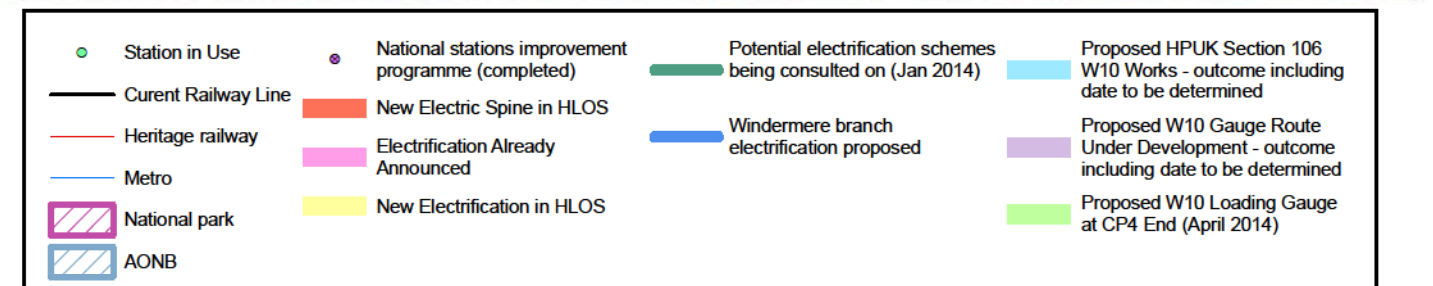 Station in Use
Curent Railway Line
Heritage railway
Metro
National park
AONB
National stations improvement
programme (completed)
New Electric Spine in HLOS
Electrification Already
Announced
New Electrification in HLOS
Potential electrification schemes
being consulted on (Jan 2014)
Windermere branch
electrification proposed
Proposed HPUK Section 106
W10 Works - outcome including
date to be determined
Proposed W10 Gauge Route
Under Development - outcome
including date to be determined
Proposed W10 Loading Gauge
at CP4 End (April 2014)